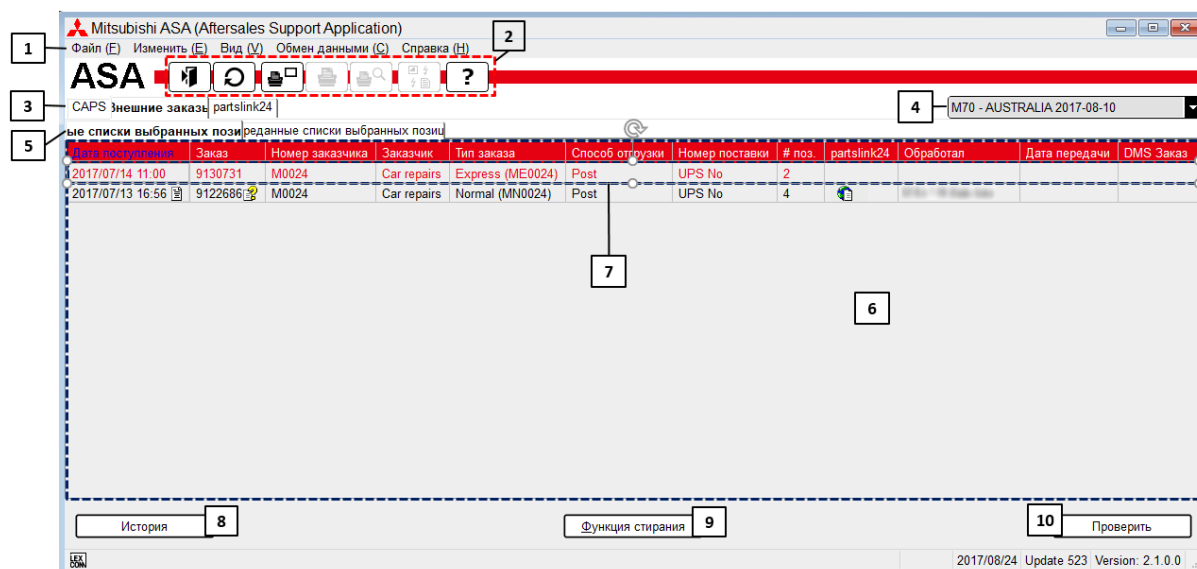 Mitsubishi ASA (Aftersales Support Application)
1
Файл (F) Изменить (E) Вид (V) Обмен данными (C) Справка (H)
2
ASA ?
3
CAPS Внешние заказы partslink24
4
M70 - AUSTRALIA 2017-08-10
5
ые списки выбранных пози реданные списки выбранных позиц
Дата поступления Заказ Номер заказчика Заказчик Тип заказа Способ отгрузки Номер поставки # поз. partslink24 Обработал Дата передачи DMS Заказ
2017/07/14 11:00 9130731 M0024 Car repairs Express (ME0024) Post UPS No 2
2017/07/13 16:56 9122686 M0024 Car repairs Normal (MN0024) Post UPS No 4
7
6
История 8 Функция стирания 9 10 Проверить
LEX COM 2017/08/24 Update 523 Version: 2.1.0.0